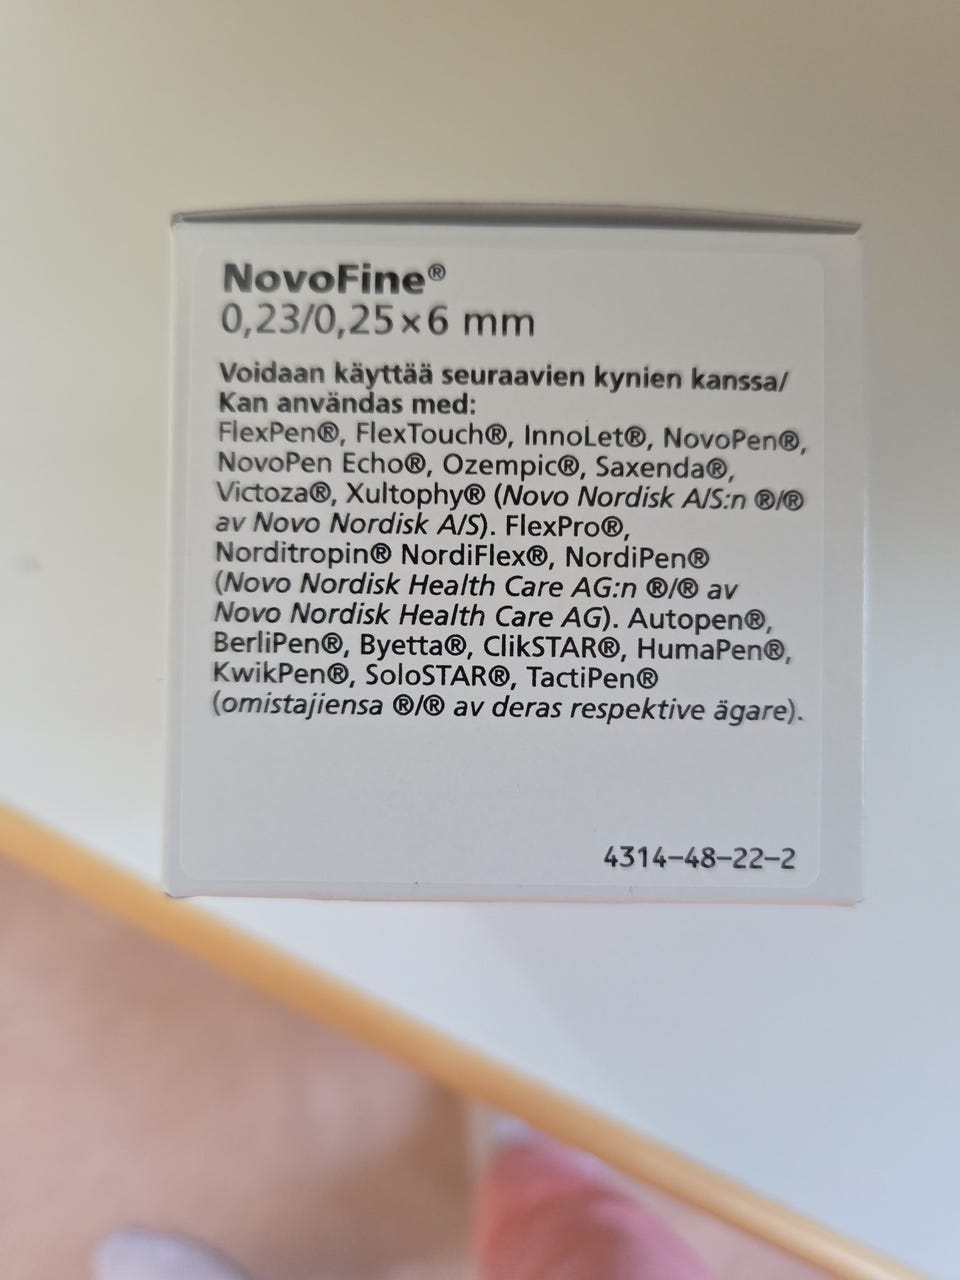 NovoFine®
0,23/0,25×6 mm
Voidaan käyttää seuraavien kynien kanssa/
Kan användas med:
FlexPen®, FlexTouch®, InnoLet®, NovoPen®,
NovoPen Echo®, Ozempic®, Saxenda®,
Victoza®, Xultophy® (Novo Nordisk A/S:n ®/®
av Novo Nordisk A/S). FlexPro®,
Norditropin® NordiFlex®, NordiPen®
(Novo Nordisk Health Care AG:n ®/® av
Novo Nordisk Health Care AG). Autopen®,
BerliPen®, Byetta®, ClikSTAR®, HumaPen®,
KwikPen®, SoloSTAR®, TactiPen®
(omistajiensa ®/® av deras respektive ägare).
4314–48–22–2